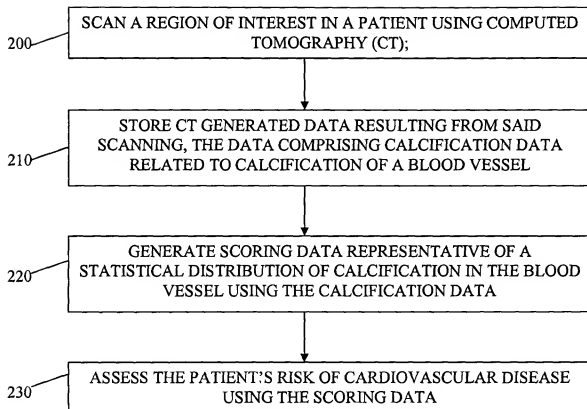 200
SCAN A REGION OF INTEREST IN A PATIENT USING COMPUTED
TOMOGRAPHY (CT);
210
STORE CT GENERATED DATA RESULTING FROM SAID
SCANNING, THE DATA COMPRISING CALCIFICATION DATA
RELATED TO CALCIFICATION OF A BLOOD VESSEL
220
GENERATE SCORING DATA REPRESENTATIVE OF A
STATISTICAL DISTRIBUTION OF CALCIFICATION IN THE BLOOD
VESSEL USING THE CALCIFICATION DATA
230
ASSESS THE PATIENT'S RISK OF CARDIOVASCULAR DISEASE
USING THE SCORING DATA